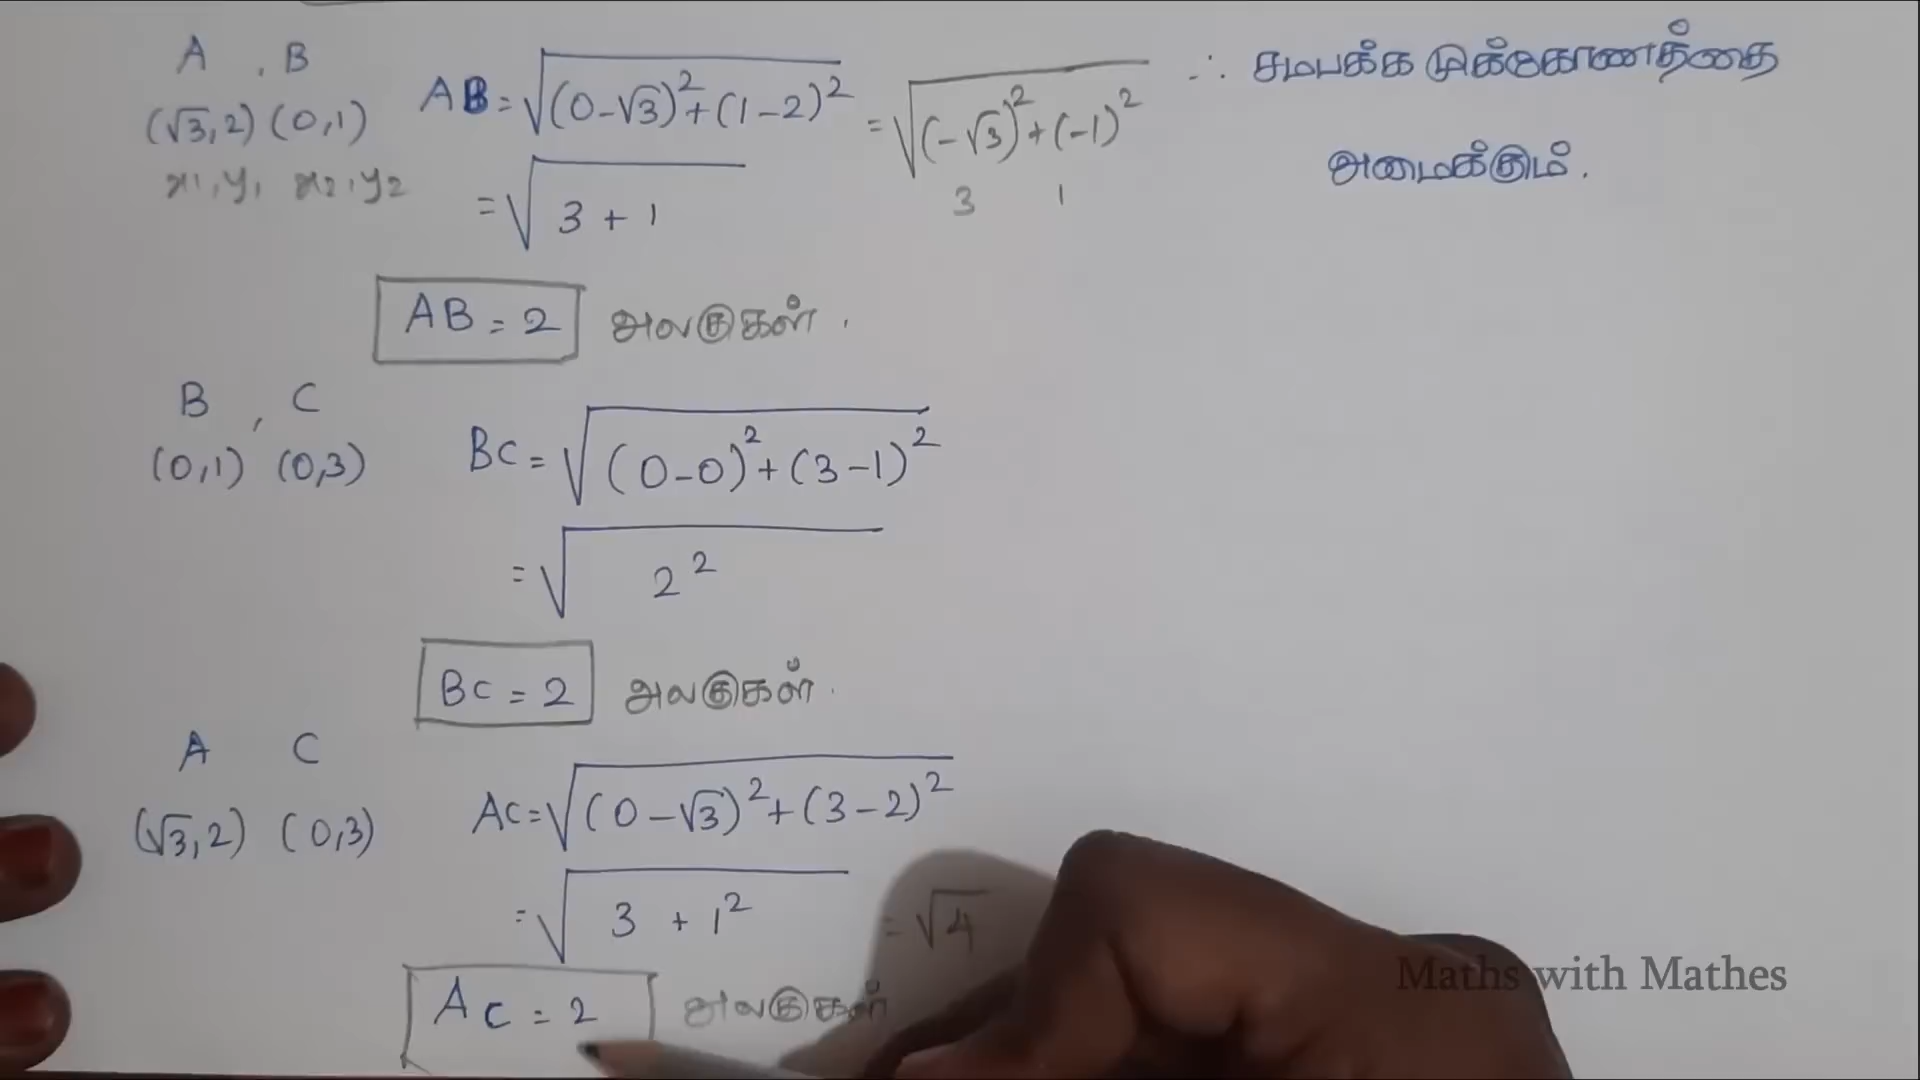 A , B
(√3,2) (0,1)
x1,y1 x2,y2
AB = √(0-√3)²+(1-2)² = √(-√3)²+(-1)²
3 1
= √3 + 1
AB = 2 அலகுகள்.
B , C
(0,1) (0,3)
BC = √(0-0)²+(3-1)²
= √2²
BC = 2 அலகுகள்.
A C
(√3,2) (0,3)
AC = √(0-√3)²+(3-2)²
= √3 + 1² = √4
AC = 2 அலகுகள்
∴ சமபக்க முக்கோணத்தை
அமைக்கும்.
Maths with Mathes